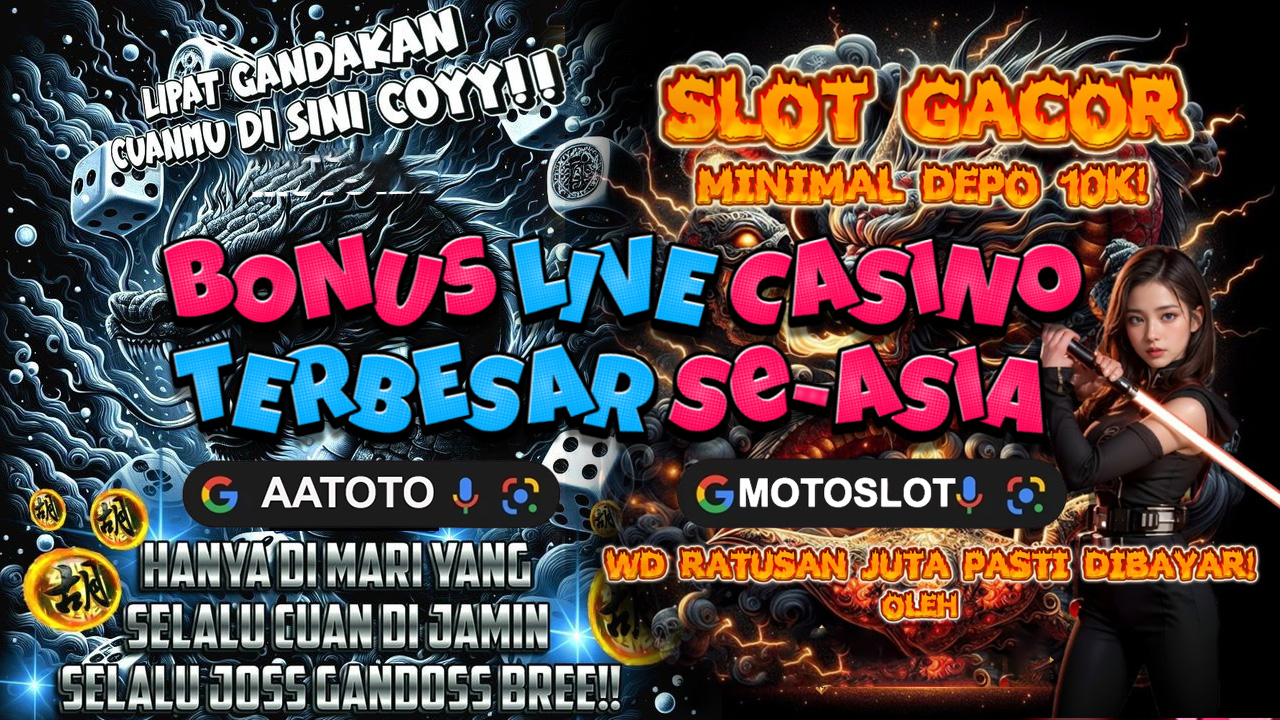 LIPAT GANDAKAN
CUANMU DI SINI COYY!!
SLOT GACOR
MINIMAL DEPO 10K!
BONUS LIVE CASINO
TERBESAR SE-ASIA
AATOTO
MOTOSLOT
HANYA DI MARI YANG
SELALU CUAN DI JAMIN
SELALU JOSS GANDOSS BREE!!
WD RATUSAN JUTA PASTI DIBAYAR!
OLEH